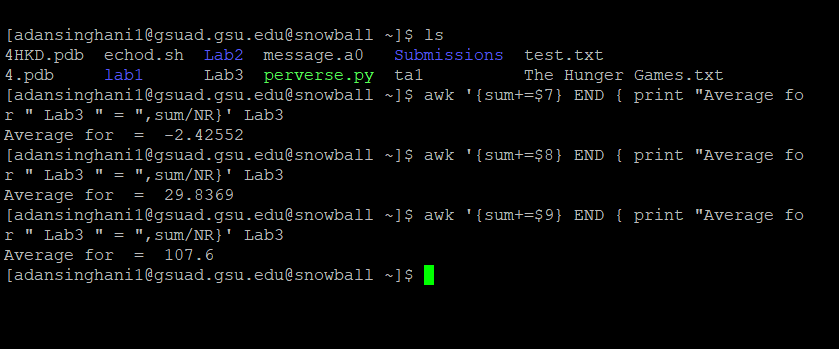 [adansinghani1@gsuad.gsu.edu@snowball ~]$ ls
4HKD.pdb  echod.sh  Lab2  message.a0   Submissions  test.txt
4.pdb     lab1      Lab3  perverse.py  ta1          The Hunger Games.txt
[adansinghani1@gsuad.gsu.edu@snowball ~]$ awk '{sum+=$7} END { print "Average fo
r " Lab3 " = ",sum/NR}' Lab3
Average for  =  -2.42552
[adansinghani1@gsuad.gsu.edu@snowball ~]$ awk '{sum+=$8} END { print "Average fo
r " Lab3 " = ",sum/NR}' Lab3
Average for  =  29.8369
[adansinghani1@gsuad.gsu.edu@snowball ~]$ awk '{sum+=$9} END { print "Average fo
r " Lab3 " = ",sum/NR}' Lab3
Average for  =  107.6
[adansinghani1@gsuad.gsu.edu@snowball ~]$